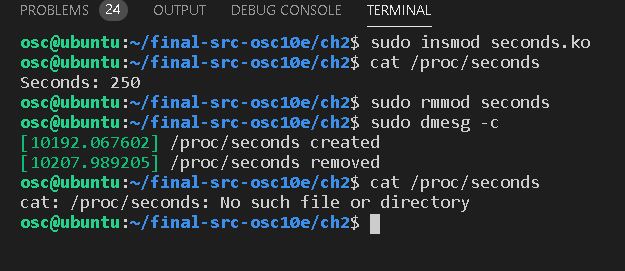 PROBLEMS 24 OUTPUT DEBUG CONSOLE TERMINAL
osc@ubuntu:~/final-src-osc10e/ch2$ sudo insmod seconds.ko
osc@ubuntu:~/final-src-osc10e/ch2$ cat /proc/seconds
Seconds: 250
osc@ubuntu:~/final-src-osc10e/ch2$ sudo rmmod seconds
osc@ubuntu:~/final-src-osc10e/ch2$ sudo dmesg -c
[10192.067602] /proc/seconds created
[10207.989205] /proc/seconds removed
osc@ubuntu:~/final-src-osc10e/ch2$ cat /proc/seconds
cat: /proc/seconds: No such file or directory
osc@ubuntu:~/final-src-osc10e/ch2$